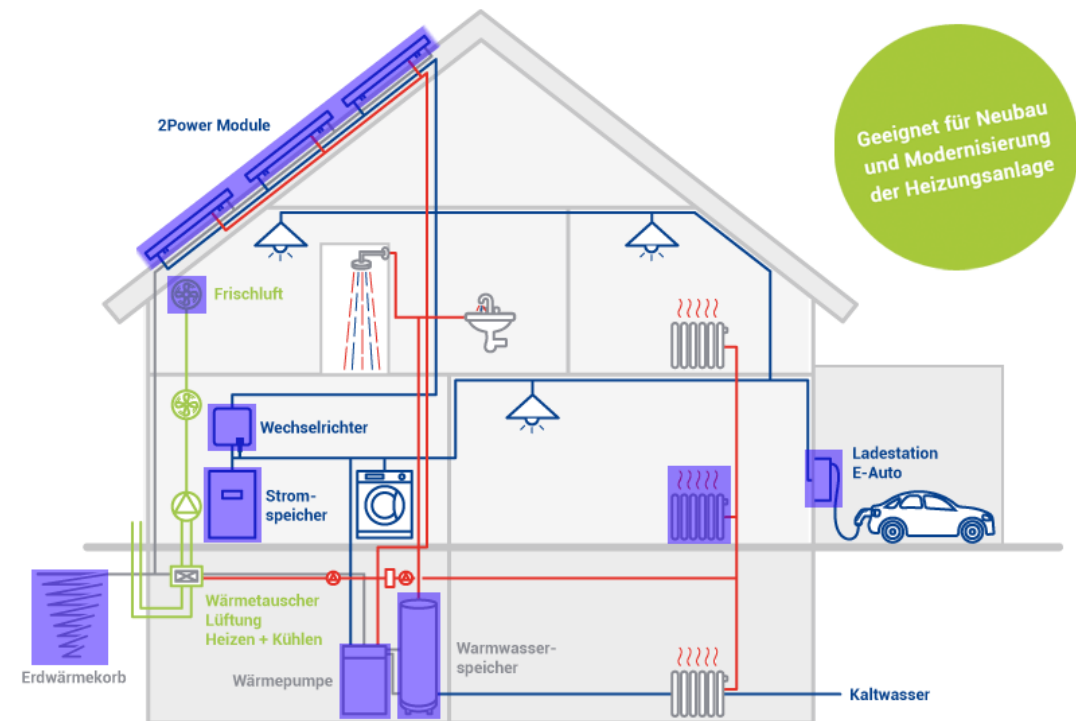 Geeignet für Neubau
und Modernisierung
der Heizungsanlage
2Power Module
Frischluft
Wechselrichter
Strom-
speicher
Ladestation
E-Auto
Wärmetauscher
Lüftung
Heizen + Kühlen
Erdwärmekorb
Wärmepumpe
Warmwasser-
speicher
Kaltwasser